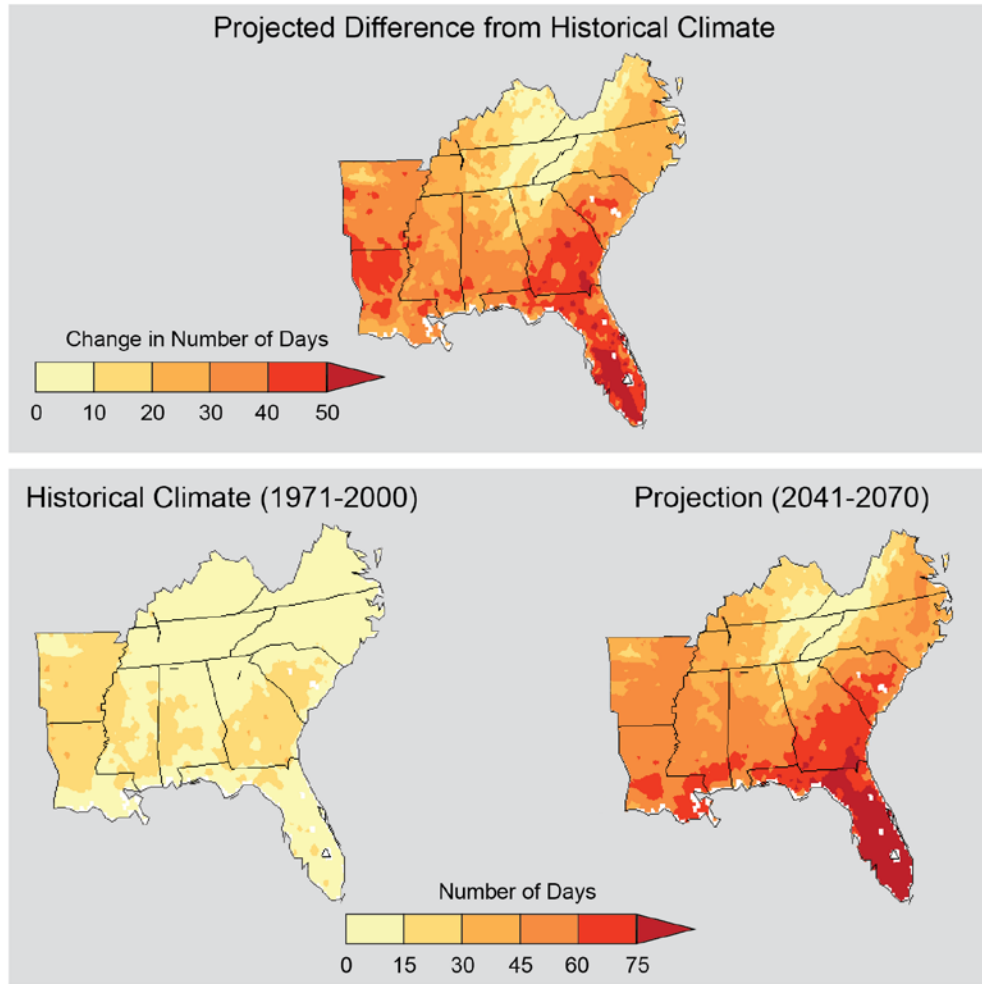 Projected Difference from Historical Climate
Change in Number of Days
0 10 20 30 40 50
Historical Climate (1971-2000)
Projection (2041-2070)
Number of Days
0 15 30 45 60 75